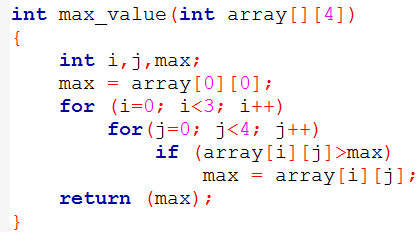 int max_value(int array[][4])
{
    int i,j,max;
    max = array[0][0];
    for (i=0; i<3; i++)
        for(j=0; j<4; j++)
            if (array[i][j]>max)
                max = array[i][j];
    return (max);
}